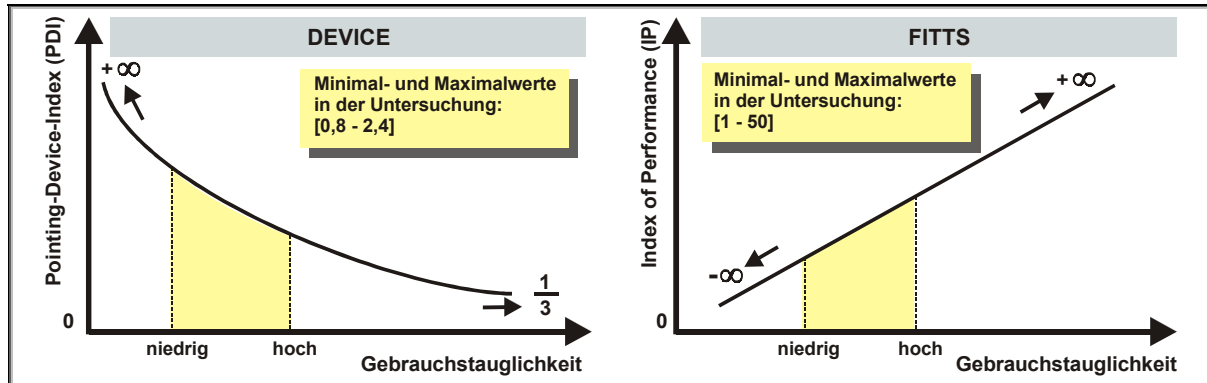 DEVICE
Pointing-Device-Index (PDI)
+ ∞
Minimal- und Maximalwerte
in der Untersuchung:
[0,8 - 2,4]
1
3
0
niedrig
hoch
Gebrauchstauglichkeit
FITTS
Index of Performance (IP)
Minimal- und Maximalwerte
in der Untersuchung:
[1 - 50]
+ ∞
-∞
0
niedrig
hoch
Gebrauchstauglichkeit